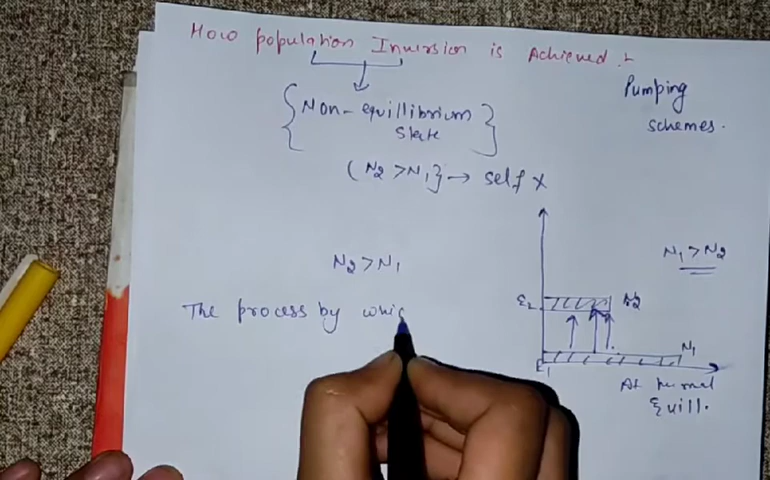 How population Inversion is Achieved :-
Pumping
schemes.
{Non-equillibrium
State}
(N2 >N1} → self X
N1 > N2
N2 > N1
The process by whic
E2
N2
N1
E1
At thermal
Equill.